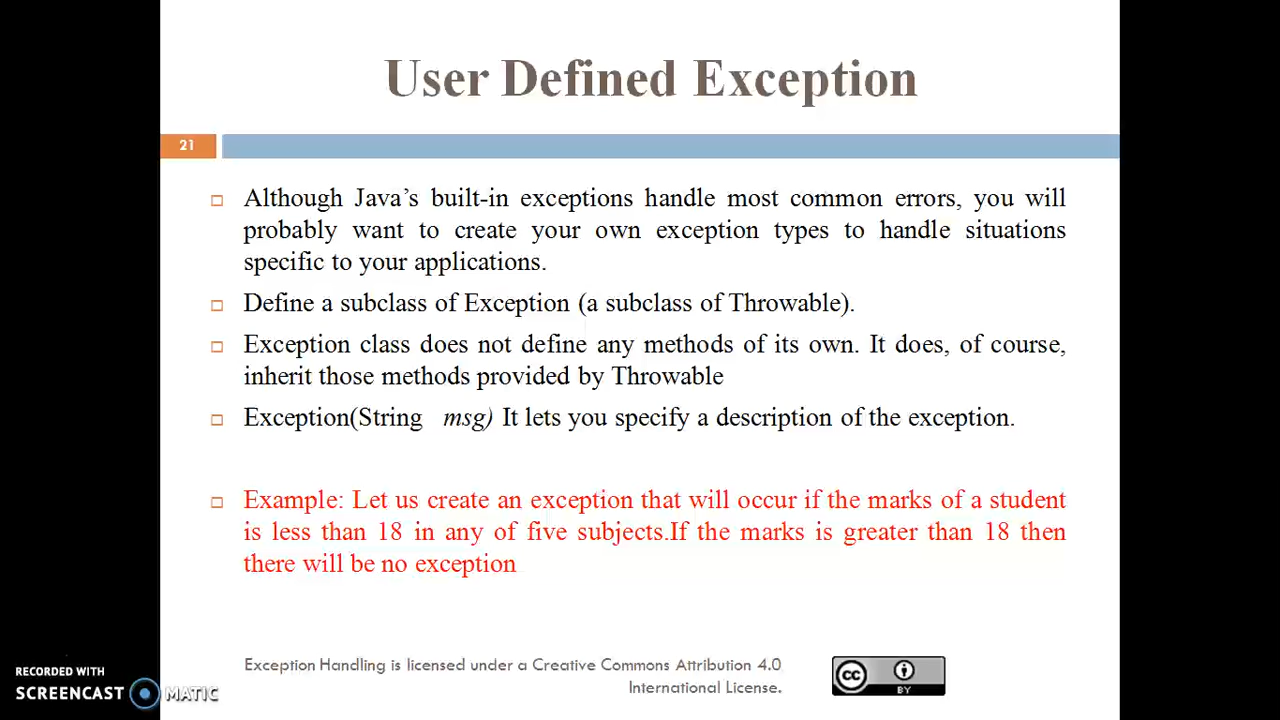 User Defined Exception
21
Although Java’s built-in exceptions handle most common errors, you will
probably want to create your own exception types to handle situations
specific to your applications.
Define a subclass of Exception (a subclass of Throwable).
Exception class does not define any methods of its own. It does, of course,
inherit those methods provided by Throwable
Exception(String msg) It lets you specify a description of the exception.
Example: Let us create an exception that will occur if the marks of a student
is less than 18 in any of five subjects.If the marks is greater than 18 then
there will be no exception
Exception Handling is licensed under a Creative Commons Attribution 4.0
International License.
CC
BY
RECORDED WITH
SCREENCAST MATIC